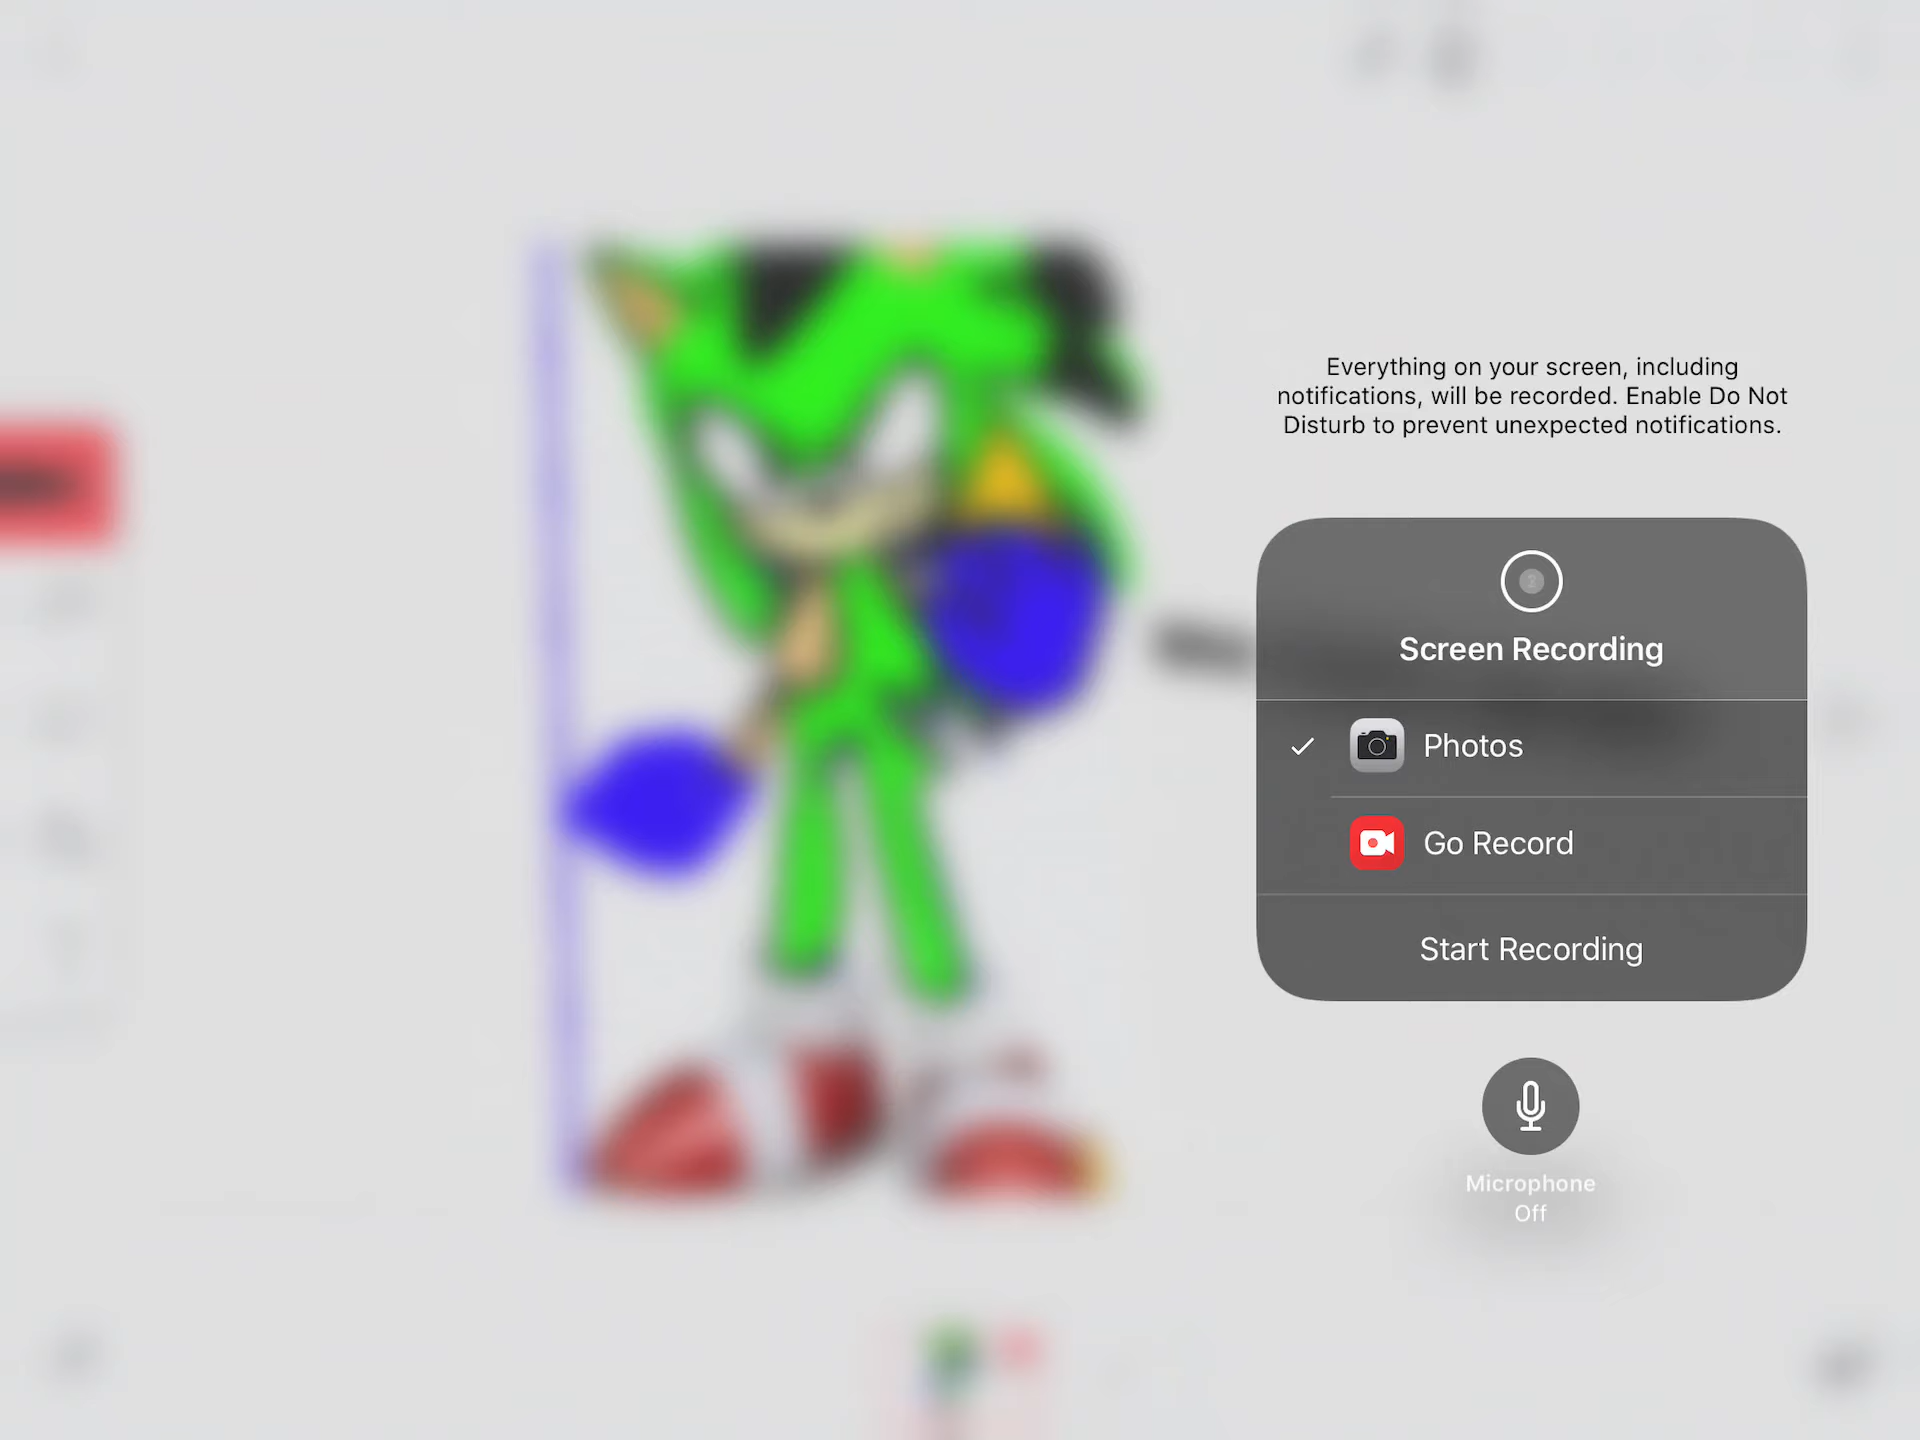 Everything on your screen, including
notifications, will be recorded. Enable Do Not
Disturb to prevent unexpected notifications.
Screen Recording
Photos
Go Record
Start Recording
Microphone
Off